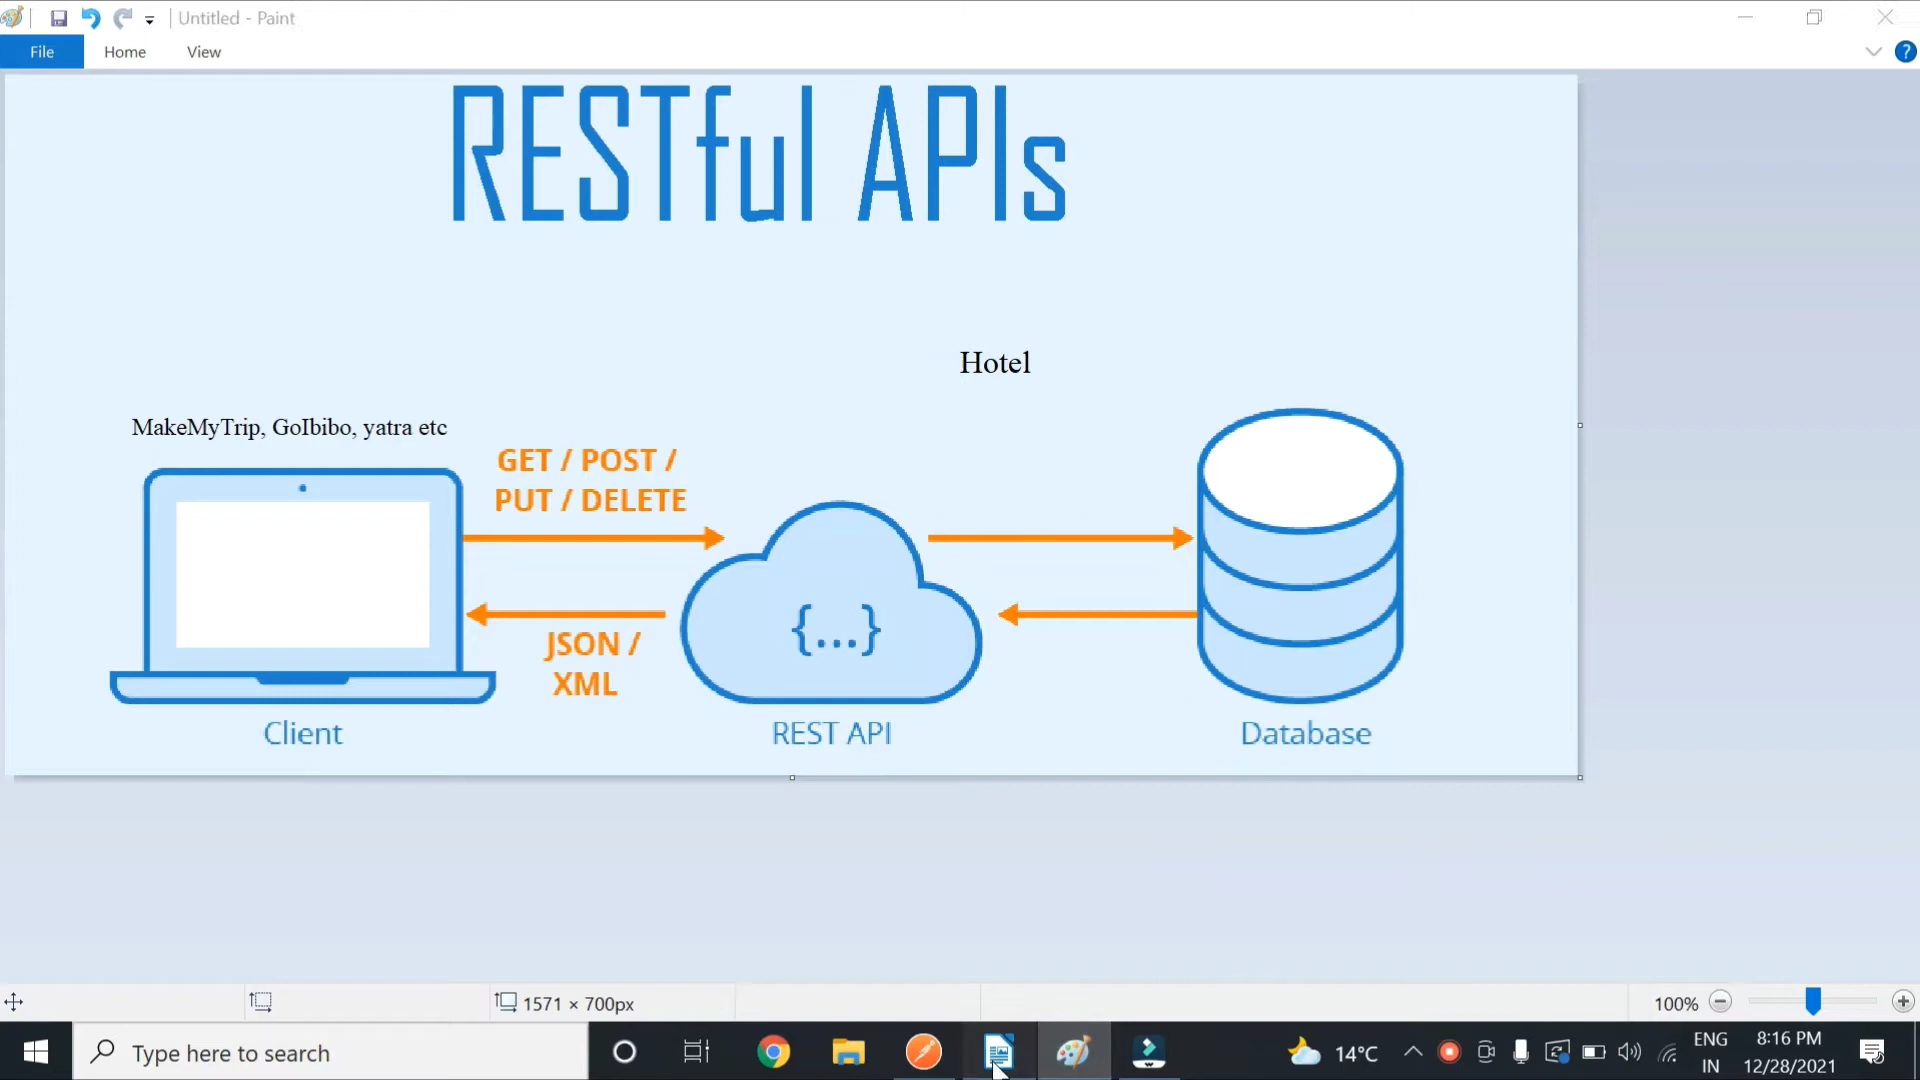 Untitled - Paint
File
Home
View
?
RESTful APIs
Hotel
MakeMyTrip, GoIbibo, yatra etc
GET / POST /
PUT / DELETE
{...}
JSON /
XML
Client
REST API
Database
1571 × 700px
100%
Type here to search
14°C
ENG
IN
8:16 PM
12/28/2021